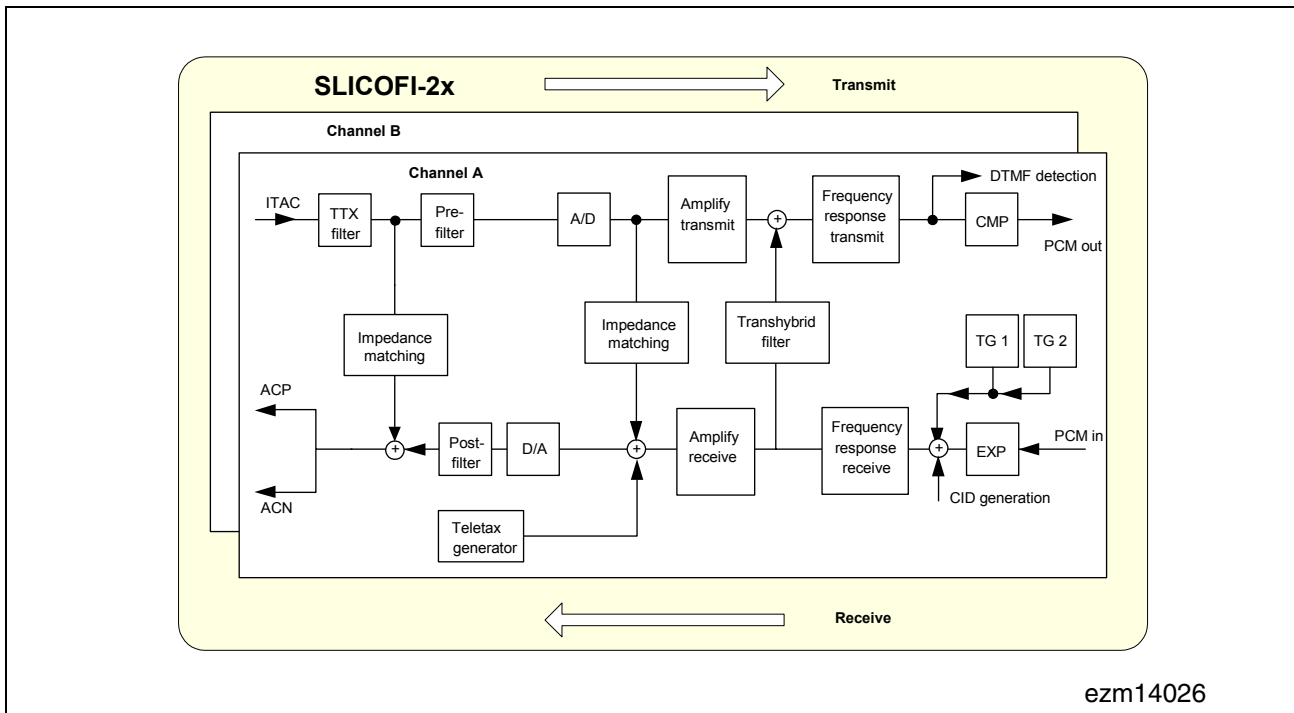 SLICOFI-2x
Transmit
Channel B
Channel A
ITAC
TTX
filter
Pre-
filter
A/D
Amplify
transmit
+
Frequency
response
transmit
DTMF detection
CMP
PCM out
Impedance
matching
Impedance
matching
Transhybrid
filter
TG 1
TG 2
ACP
ACN
+
Post-
filter
D/A
+
Amplify
receive
Frequency
response
receive
+
EXP
PCM in
CID generation
Teletax
generator
Receive
ezm14026